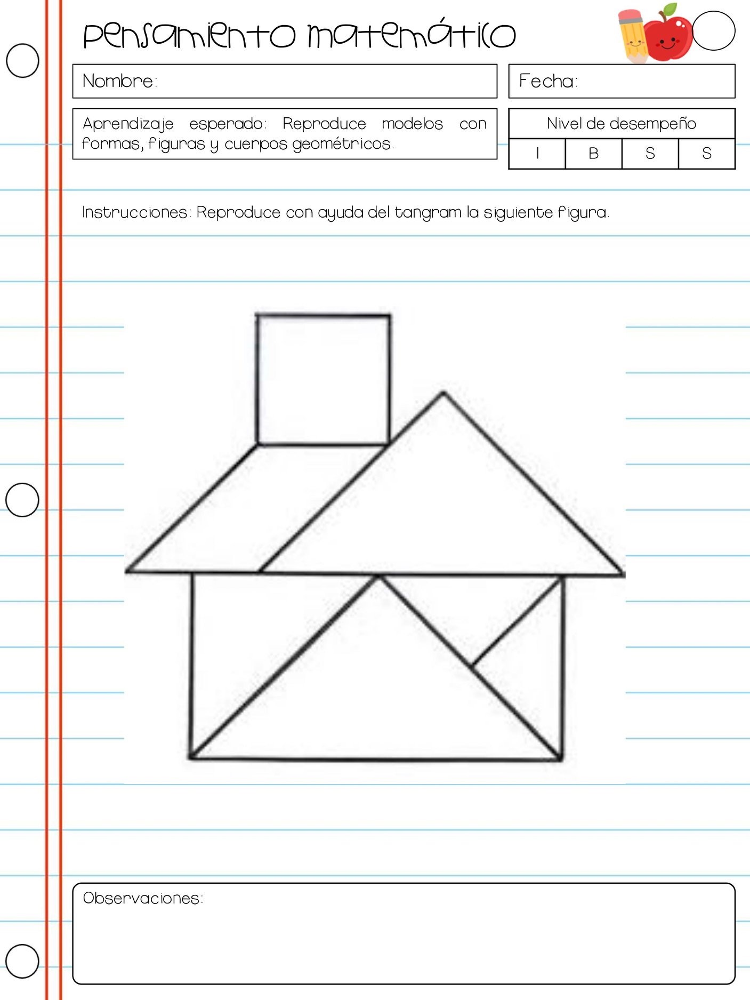 Pensamiento matemático
Nombre:
Fecha:
Aprendizaje esperado: Reproduce modelos con
formas, figuras y cuerpos geométricos.
Nivel de desempeño
I B S S
Instrucciones: Reproduce con ayuda del tangram la siguiente figura.
Observaciones: